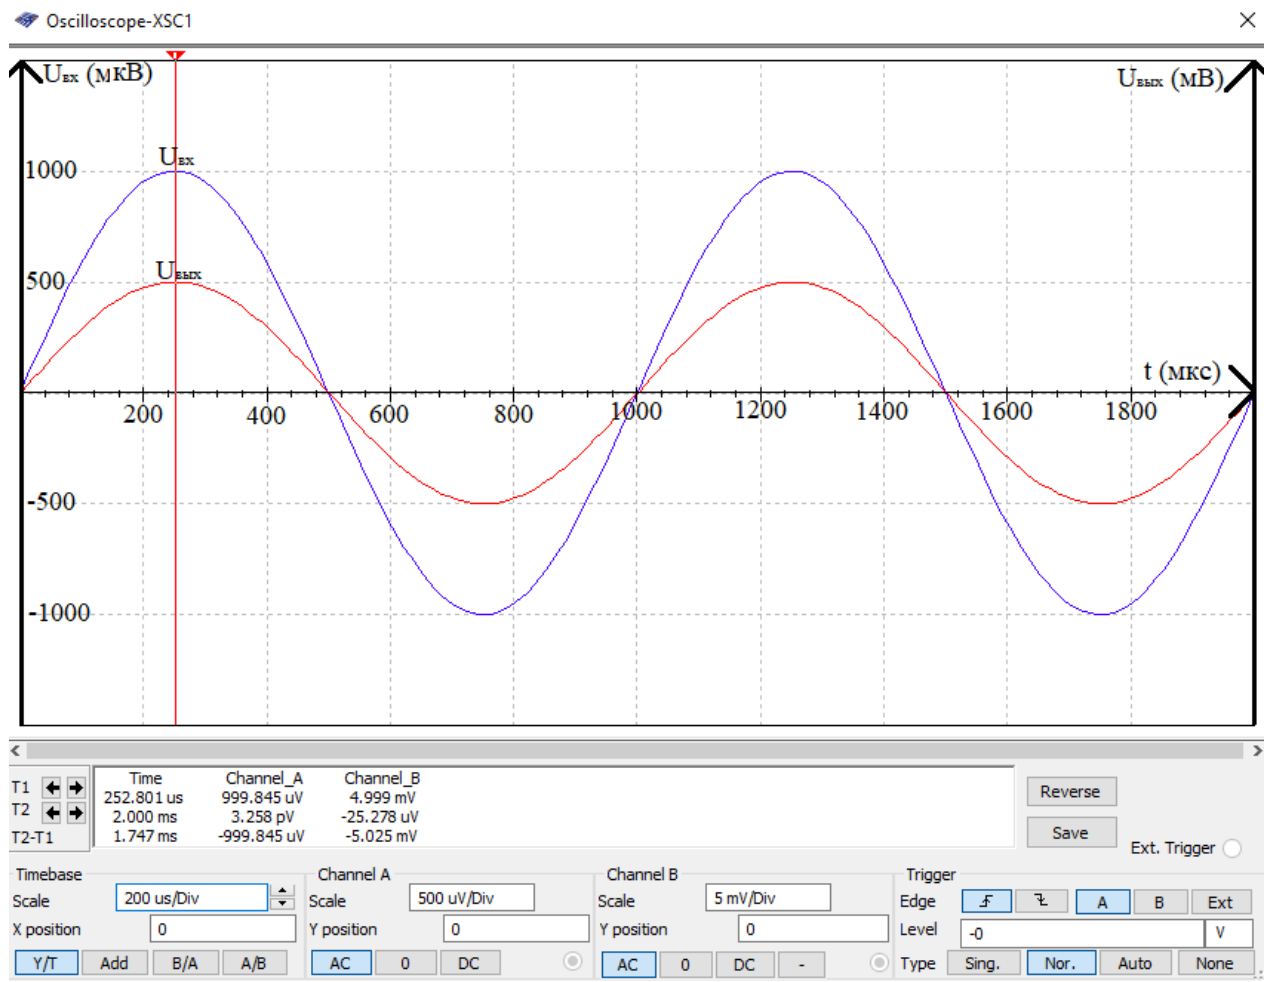 Oscilloscope-XSC1
Uвх (мкВ)
Uвых (мВ)
1000
Uвх
500
Uвых
t (мкс)
200 400 600 800 1000 1200 1400 1600 1800
-500
-1000
Time Channel_A Channel_B
T1 252.801 us 999.845 uV 4.999 mV
T2 2.000 ms 3.258 pV -25.278 uV
T2-T1 1.747 ms -999.845 uV -5.025 mV
Reverse
Save
Ext. Trigger
Timebase Channel A Channel B Trigger
Scale 200 us/Div Scale 500 uV/Div Scale 5 mV/Div Edge A B Ext
X position 0 Y position 0 Y position 0 Level -0 V
Y/T Add B/A A/B AC 0 DC AC 0 DC - Type Sing. Nor. Auto None